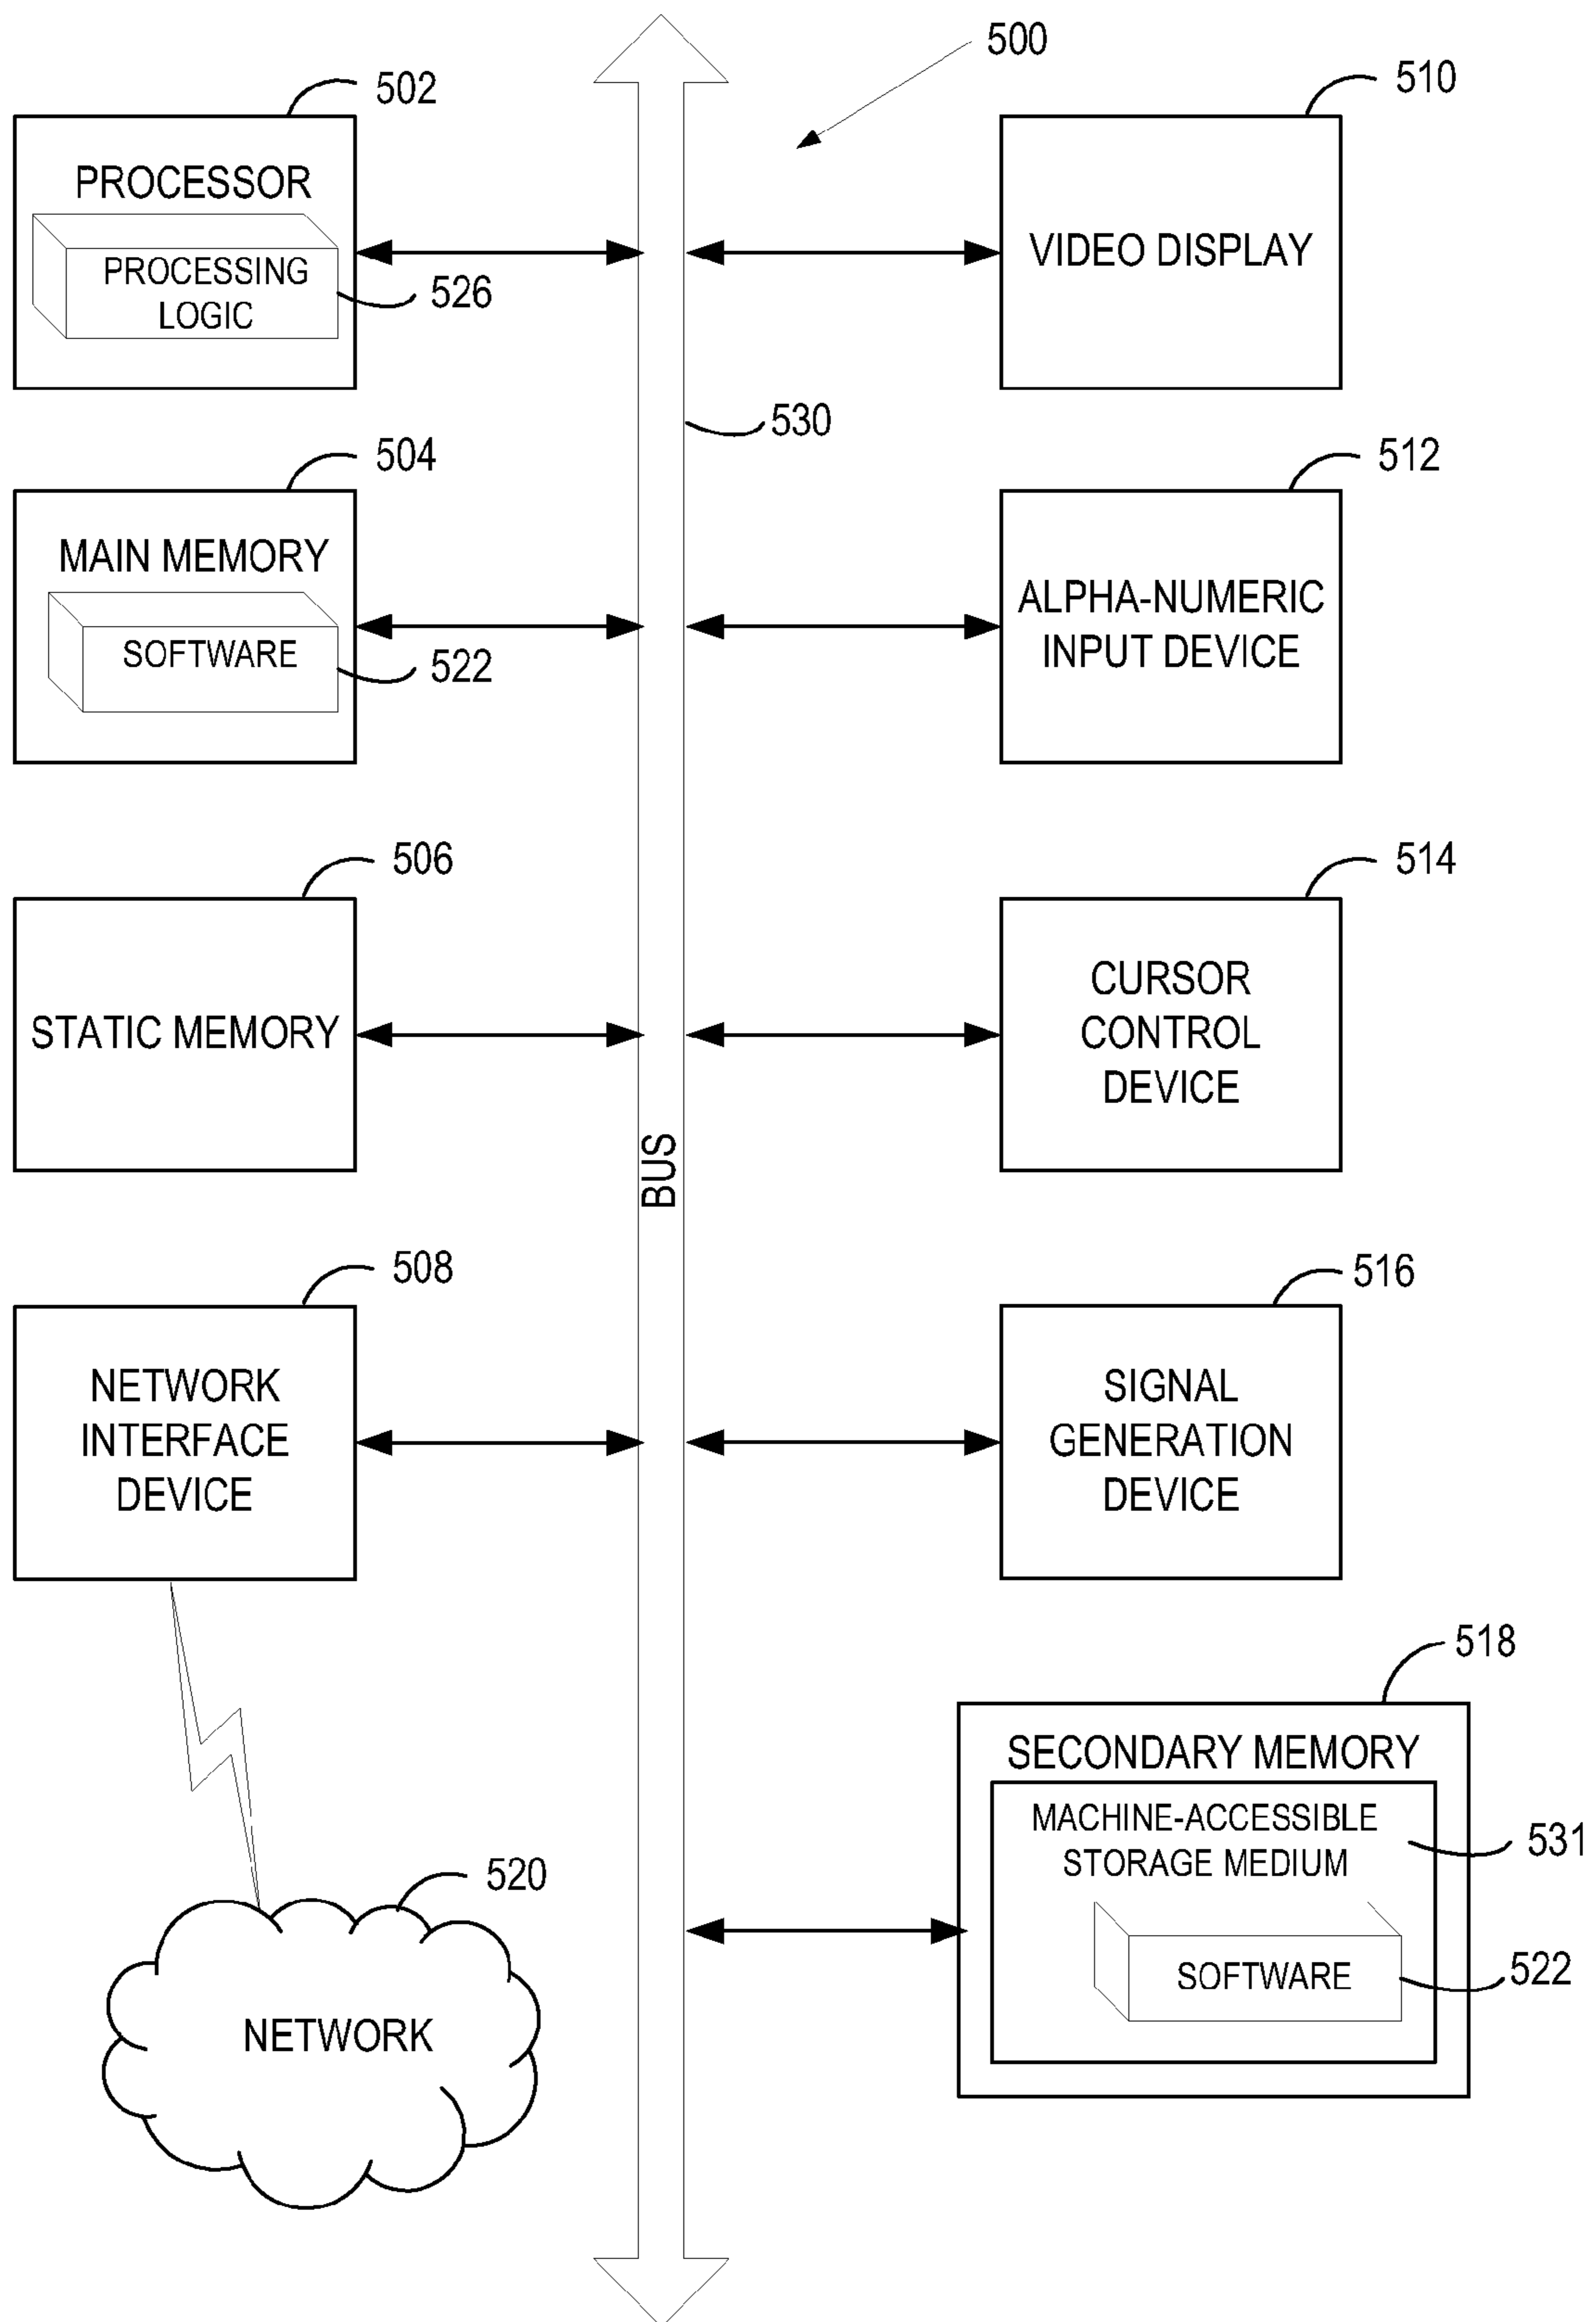 500
502
510
PROCESSOR
PROCESSING
LOGIC
526
VIDEO DISPLAY
530
504
512
MAIN MEMORY
SOFTWARE
522
ALPHA-NUMERIC
INPUT DEVICE
506
514
STATIC MEMORY
CURSOR
CONTROL
DEVICE
BUS
508
516
NETWORK
INTERFACE
DEVICE
SIGNAL
GENERATION
DEVICE
518
SECONDARY MEMORY
MACHINE-ACCESSIBLE
STORAGE MEDIUM
531
SOFTWARE
522
520
NETWORK